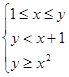 1 ≤ x ≤ y
y < x + 1
y ≥ x²